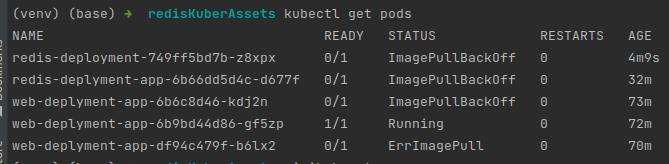 (venv) (base) → redisKuberAssets kubectl get pods
NAME READY STATUS RESTARTS AGE
redis-deployment-749ff5bd7b-z8xpx 0/1 ImagePullBackOff 0 4m9s
redis-deplyment-app-6b66dd5d4c-d677f 0/1 ImagePullBackOff 0 32m
web-deplyment-app-6b6c8d46-kdj2n 0/1 ImagePullBackOff 0 73m
web-deplyment-app-6b9bd44d86-gf5zp 1/1 Running 0 72m
web-deplyment-app-df94c479f-b6lx2 0/1 ErrImagePull 0 70m